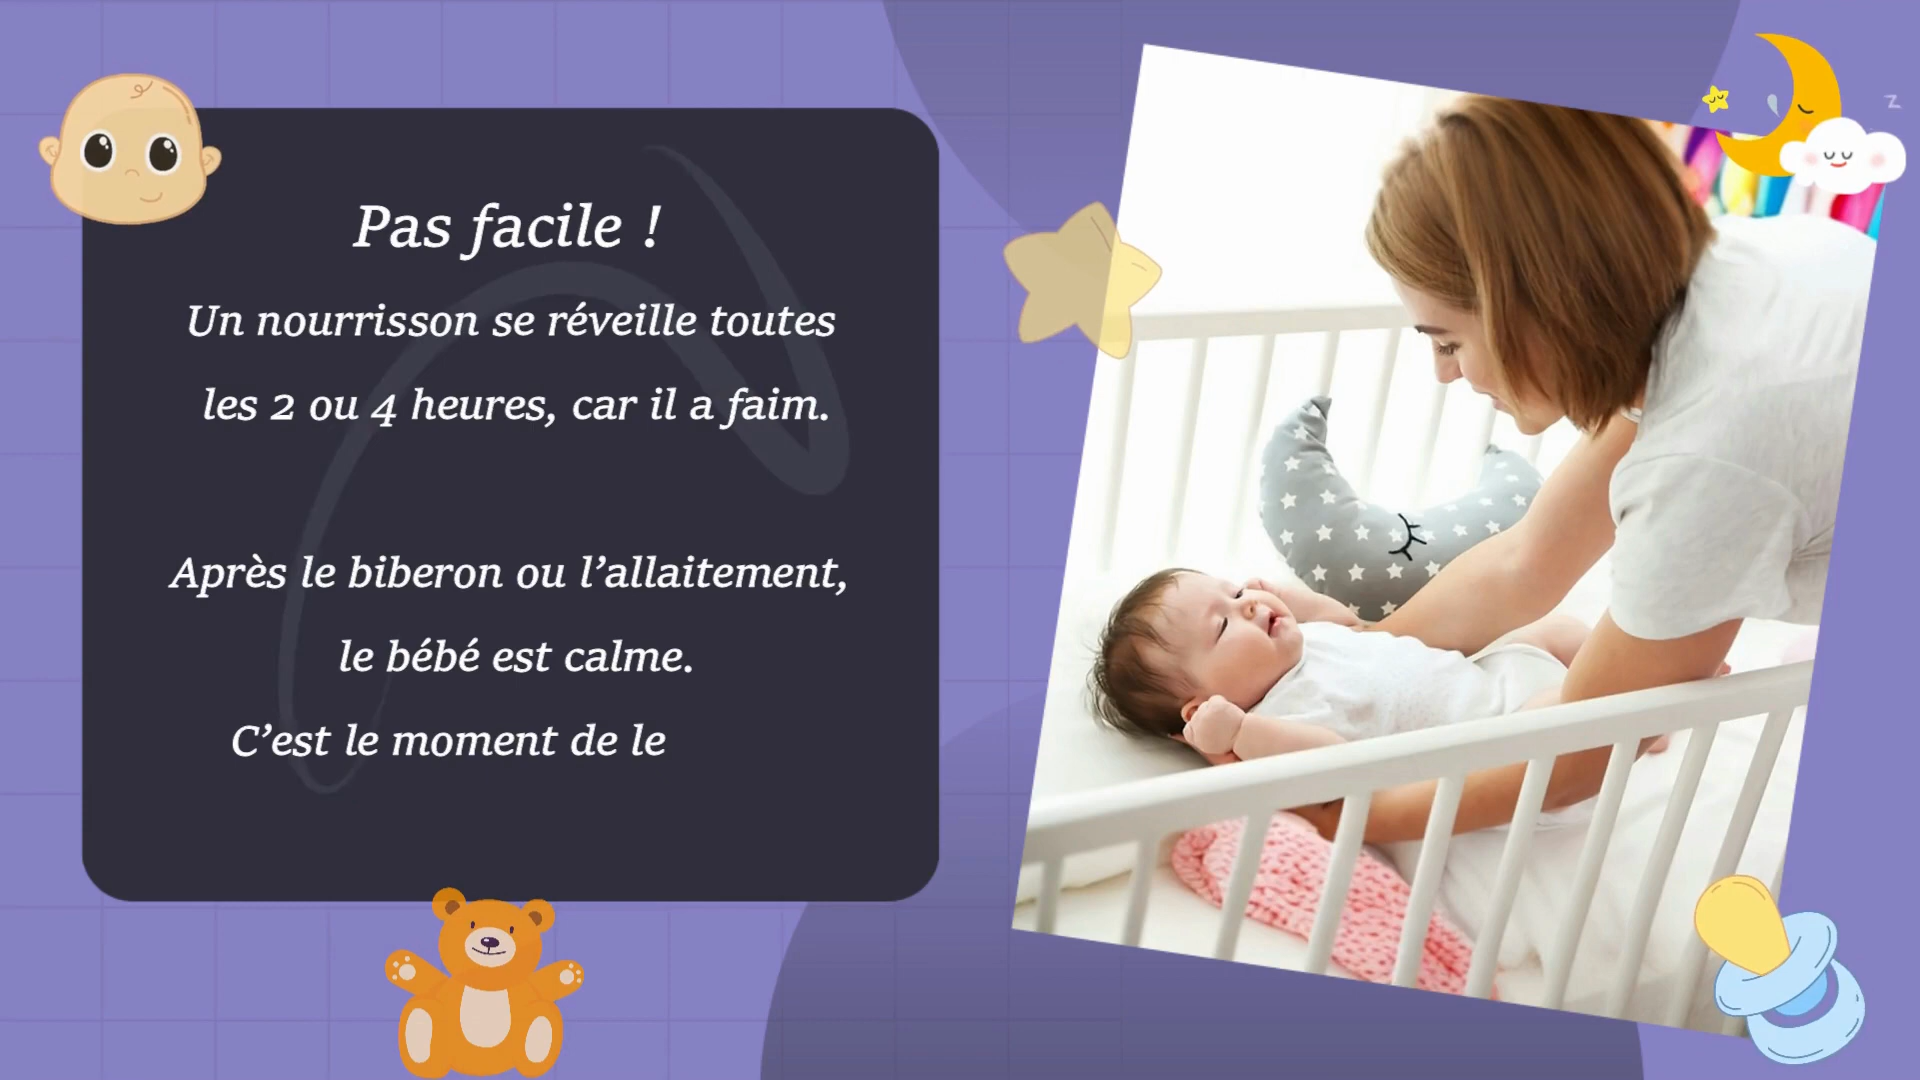 Pas facile !
Un nourrisson se réveille toutes
les 2 ou 4 heures, car il a faim.
Après le biberon ou l’allaitement,
le bébé est calme.
C’est le moment de le
z